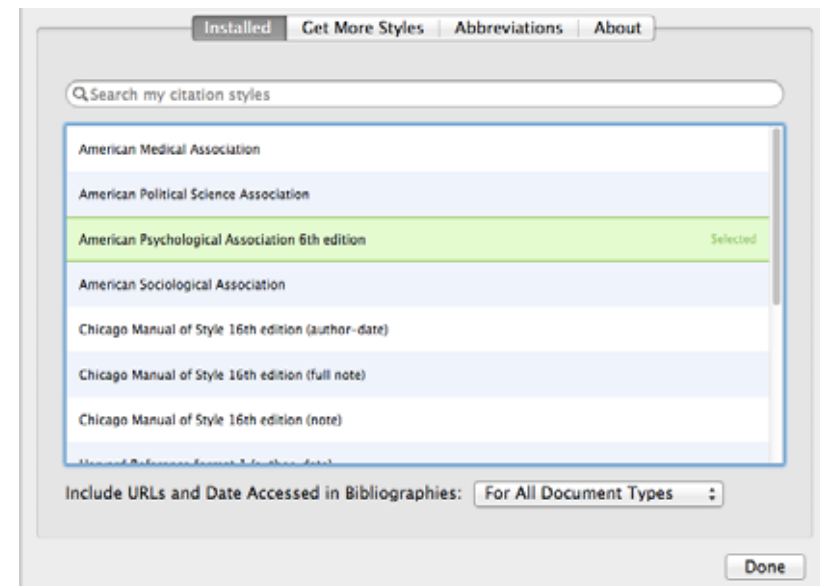 Installed Get More Styles Abbreviations About
Search my citation styles
American Medical Association
American Political Science Association
American Psychological Association 6th edition Selected
American Sociological Association
Chicago Manual of Style 16th edition (author-date)
Chicago Manual of Style 16th edition (full note)
Chicago Manual of Style 16th edition (note)
Include URLs and Date Accessed in Bibliographies: For All Document Types
Done